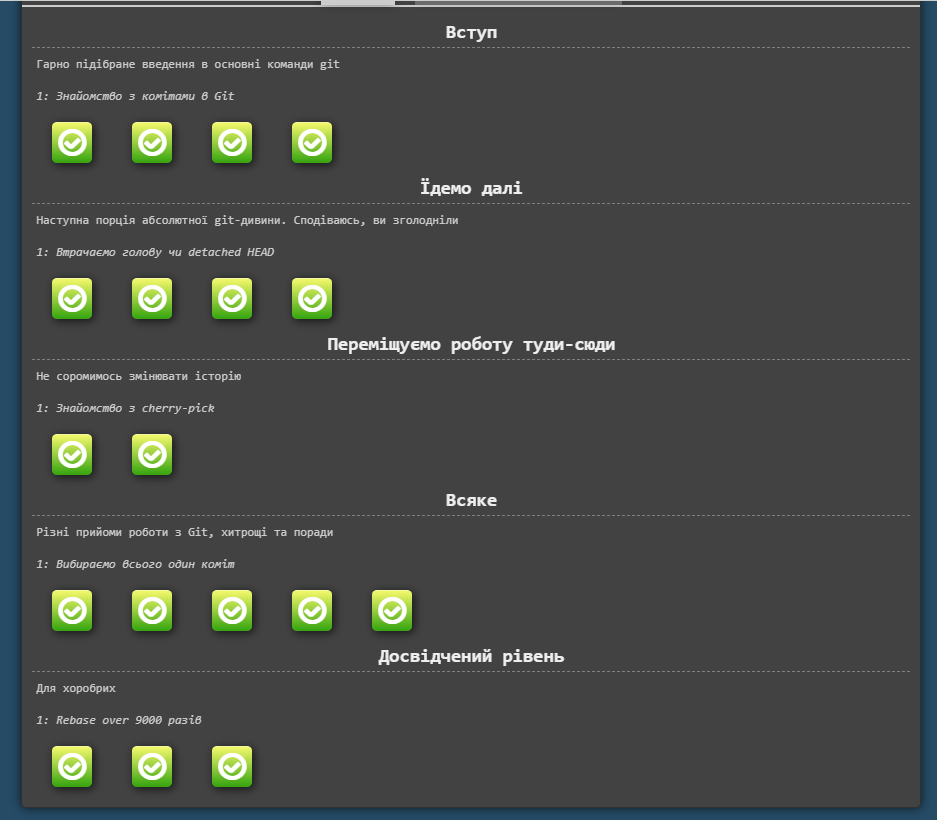 Вступ
Гарно підібране введення в основні команди git
1: Знайомство з комітами в Git
Їдемо далі
Наступна порція абсолютної git-дивини. Сподіваюсь, ви зголодніли
1: Втрачаємо голову чи detached HEAD
Переміщуємо роботу туди-сюди
Не соромимось змінювати історію
1: Знайомство з cherry-pick
Всяке
Різні прийоми роботи з Git, хитрощі та поради
1: Вибираємо всього один коміт
Досвідчений рівень
Для хоробрих
1: Rebase over 9000 разів